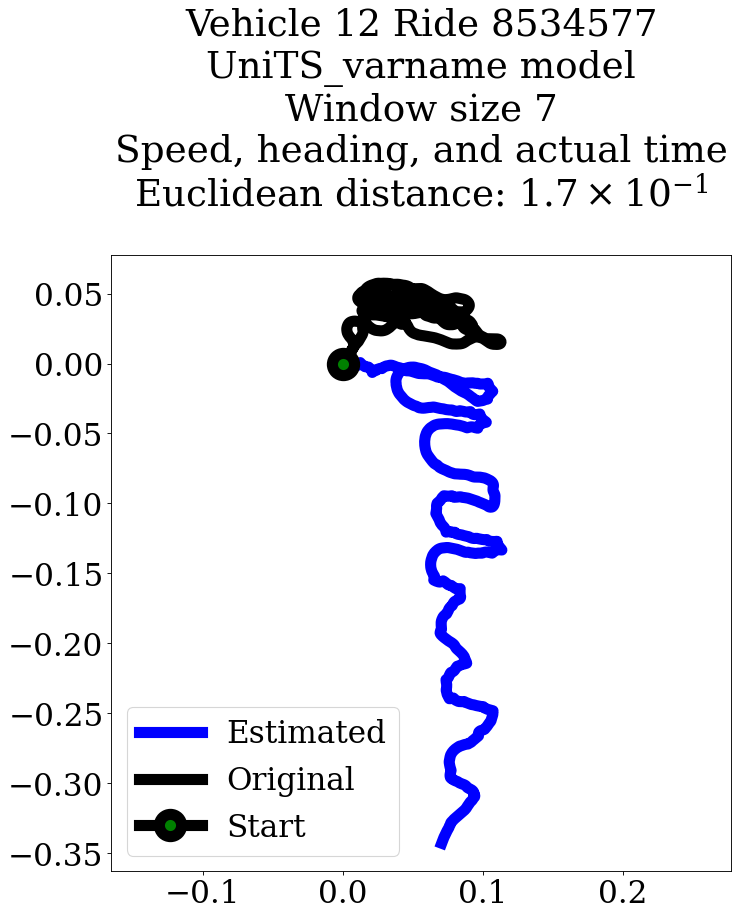 Vehicle 12 Ride 8534577
UniTS_varname model
Window size 7
Speed, heading, and actual time
Euclidean distance: 1.7 × 10⁻¹
0.05
0.00
−0.05
−0.10
−0.15
−0.20
−0.25
−0.30
−0.35
Estimated
Original
Start
−0.1
0.0
0.1
0.2